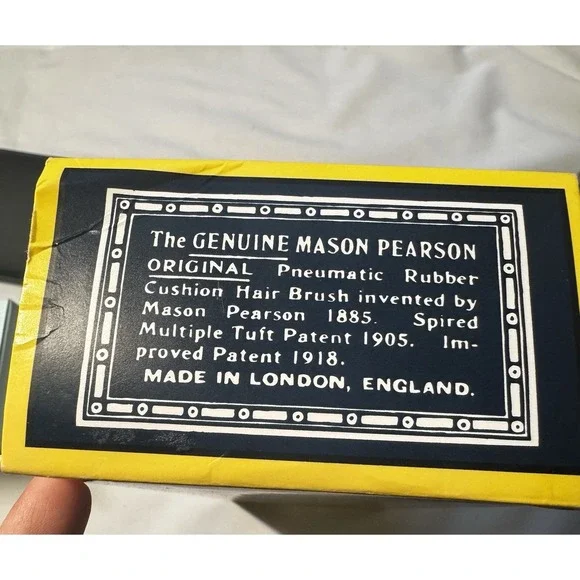 The GENUINE MASON PEARSON
ORIGINAL Pneumatic Rubber
Cushion Hair Brush invented by
Mason Pearson 1885. Spired
Multiple Tuft Patent 1905. Im-
proved Patent 1918.
MADE IN LONDON, ENGLAND.